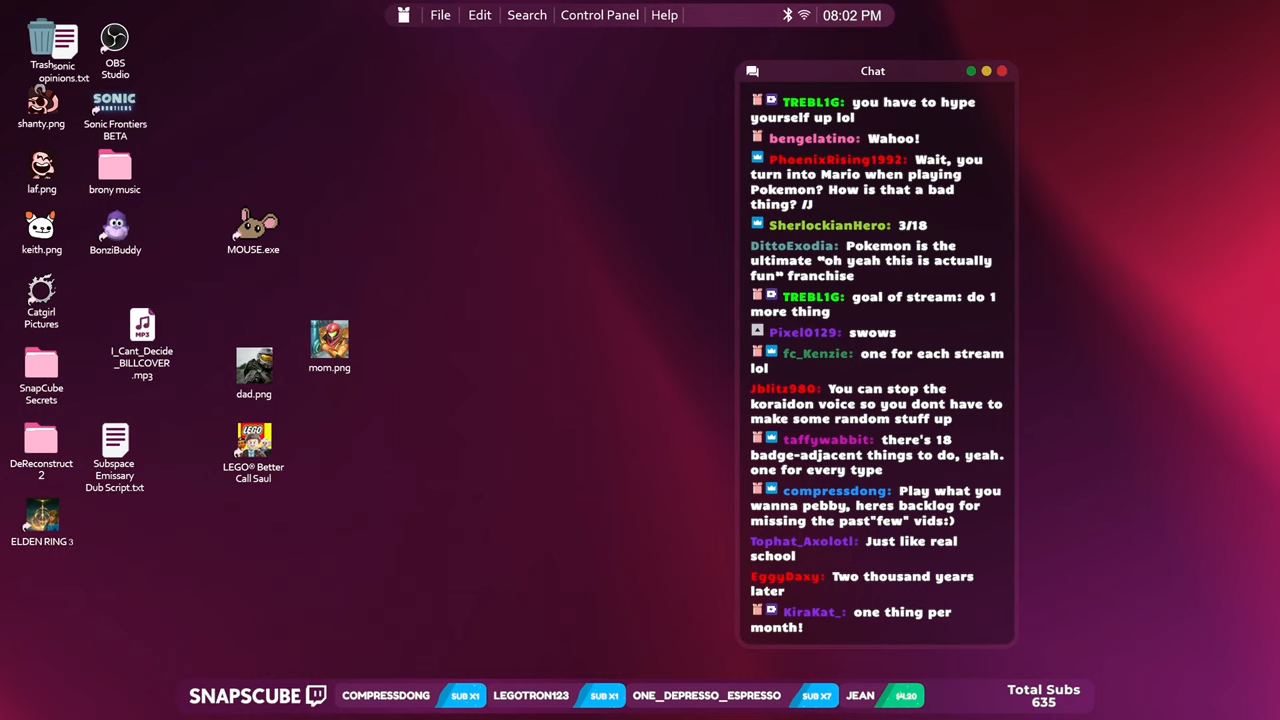 File Edit Search Control Panel Help 08:02 PM
Trash
sonic
opinions.txt
OBS
Studio
shanty.png
SONIC
FRONTIERS
Sonic Frontiers
BETA
laf.png
brony music
keith.png
BonziBuddy
MOUSE.exe
Catgirl
Pictures
MP3
I_Cant_Decide
_BILLCOVER
.mp3
mom.png
dad.png
SnapCube
Secrets
DeReconstruct
2
Subspace
Emissary
Dub Script.txt
LEGO
LEGO® Better
Call Saul
ELDEN RING 3
Chat
TREBL1G: you have to hype
yourself up lol
bengelatino: Wahoo!
PhoenixRising1992: Wait, you
turn into Mario when playing
Pokemon? How is that a bad
thing? /J
SherlockianHero: 3/18
DittoExodia: Pokemon is the
ultimate "oh yeah this is actually
fun" franchise
TREBL1G: goal of stream: do 1
more thing
Pixel0129: swows
fc_Kenzie: one for each stream
lol
Jblitz980: You can stop the
koraidon voice so you dont have to
make some random stuff up
taffywabbit: there's 18
badge-adjacent things to do, yeah.
one for every type
compressdong: Play what you
wanna pebby, heres backlog for
missing the past"few" vids:)
Tophat_Axolotl: Just like real
school
EggyDaxy: Two thousand years
later
KiraKat_: one thing per
month!
SNAPSCUBE COMPRESSDONG SUB X1 LEGOTRON123 SUB X1 ONE_DEPRESSO_ESPRESSO SUB X7 JEAN $4.20
Total Subs
635